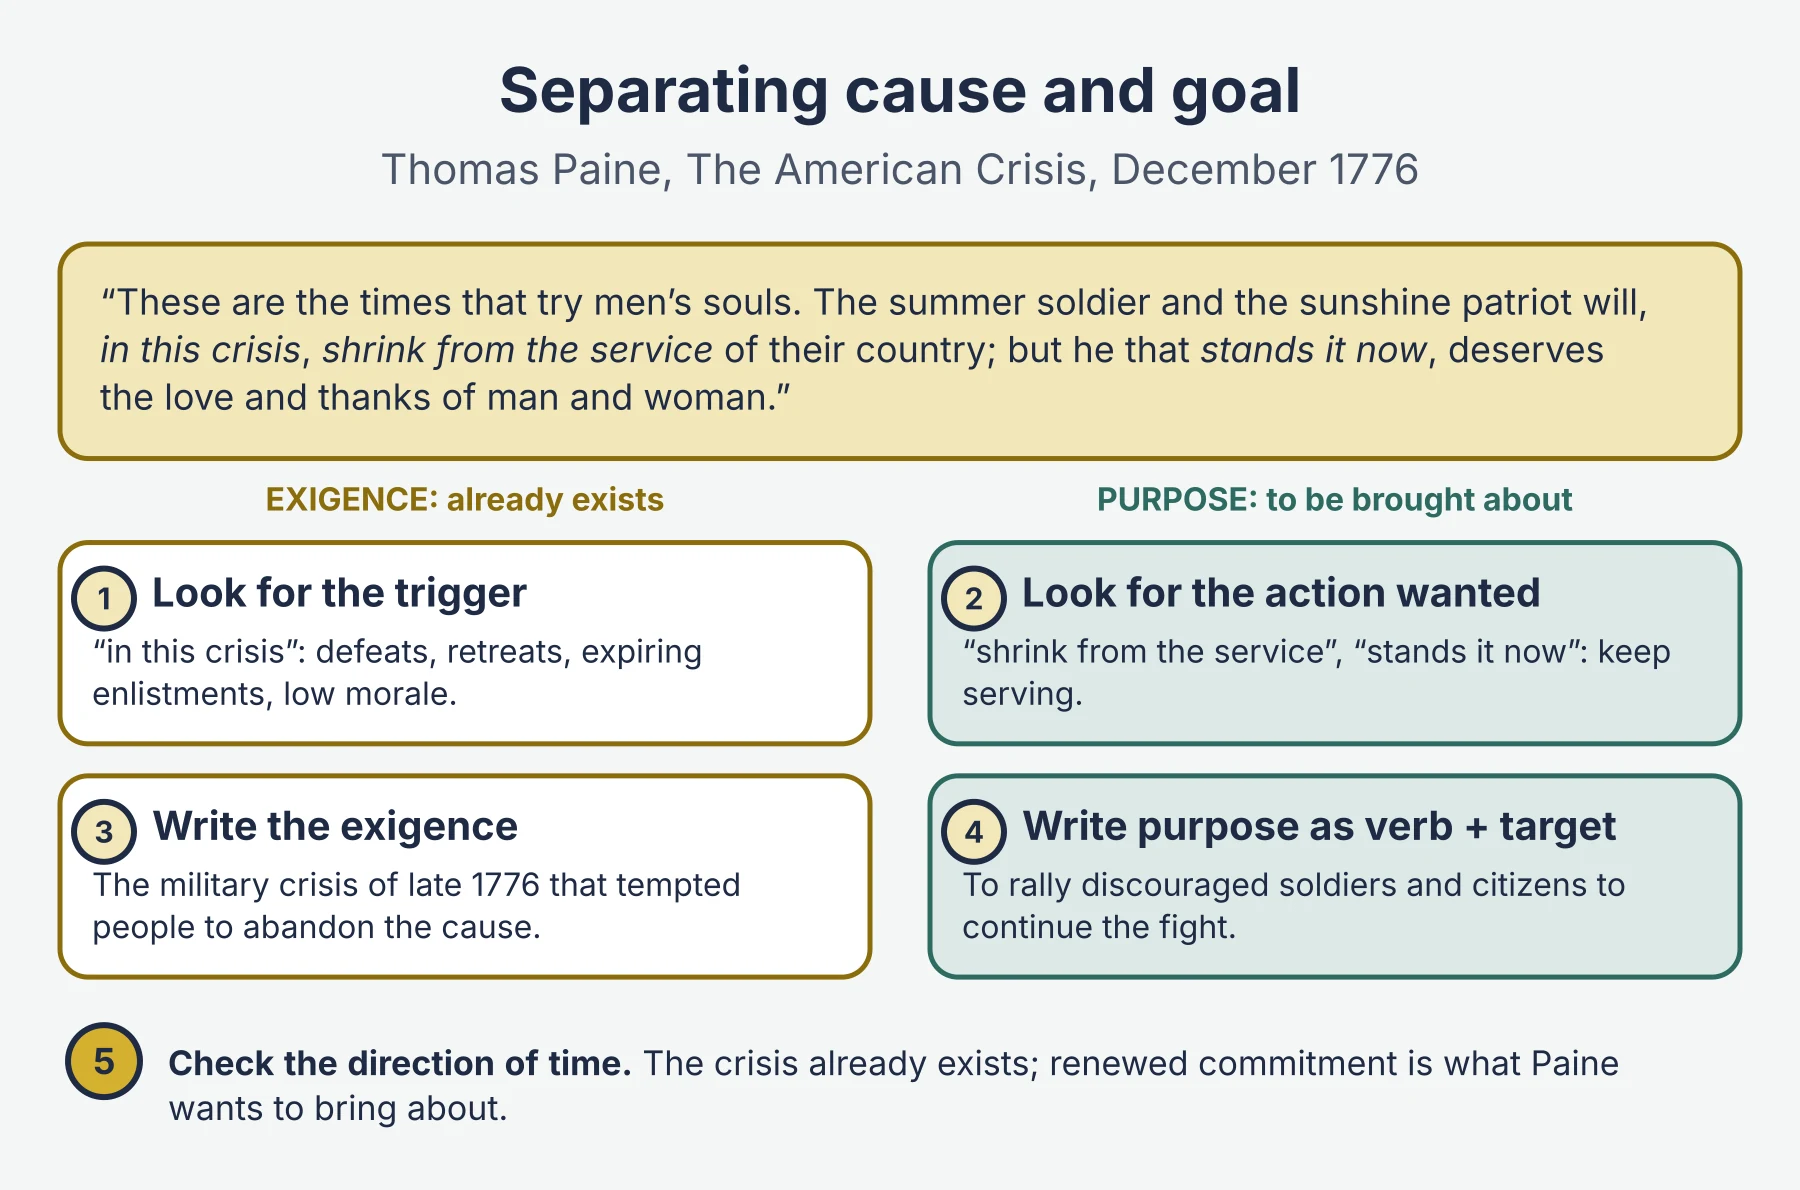 Separating cause and goal
Thomas Paine, The American Crisis, December 1776
“These are the times that try men’s souls. The summer soldier and the sunshine patriot will,
in this crisis, shrink from the service of their country; but he that stands it now, deserves
the love and thanks of man and woman.”
EXIGENCE: already exists
PURPOSE: to be brought about
1 Look for the trigger
“in this crisis”: defeats, retreats, expiring
enlistments, low morale.
2 Look for the action wanted
“shrink from the service”, “stands it now”: keep
serving.
3 Write the exigence
The military crisis of late 1776 that tempted
people to abandon the cause.
4 Write purpose as verb + target
To rally discouraged soldiers and citizens to
continue the fight.
5 Check the direction of time. The crisis already exists; renewed commitment is what Paine
wants to bring about.